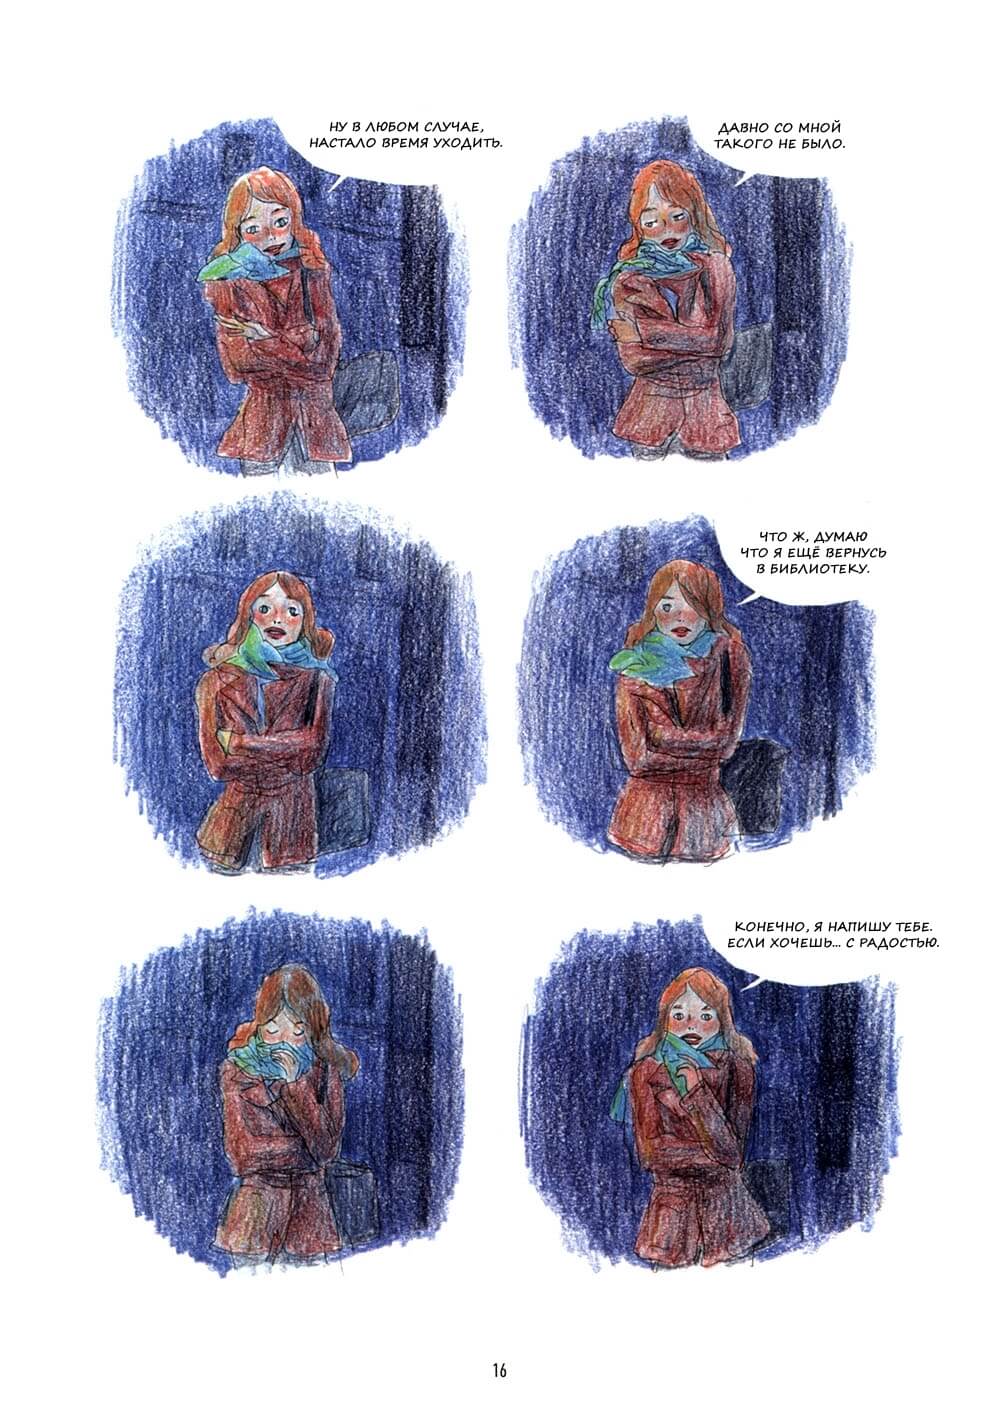 НУ В ЛЮБОМ СЛУЧАЕ,
НАСТАЛО ВРЕМЯ УХОДИТЬ.
ДАВНО СО МНОЙ
ТАКОГО НЕ БЫЛО.
ЧТО Ж, ДУМАЮ
ЧТО Я ЕЩЁ ВЕРНУСЬ
В БИБЛИОТЕКУ.
КОНЕЧНО, Я НАПИШУ ТЕБЕ.
ЕСЛИ ХОЧЕШЬ... С РАДОСТЬЮ.
16